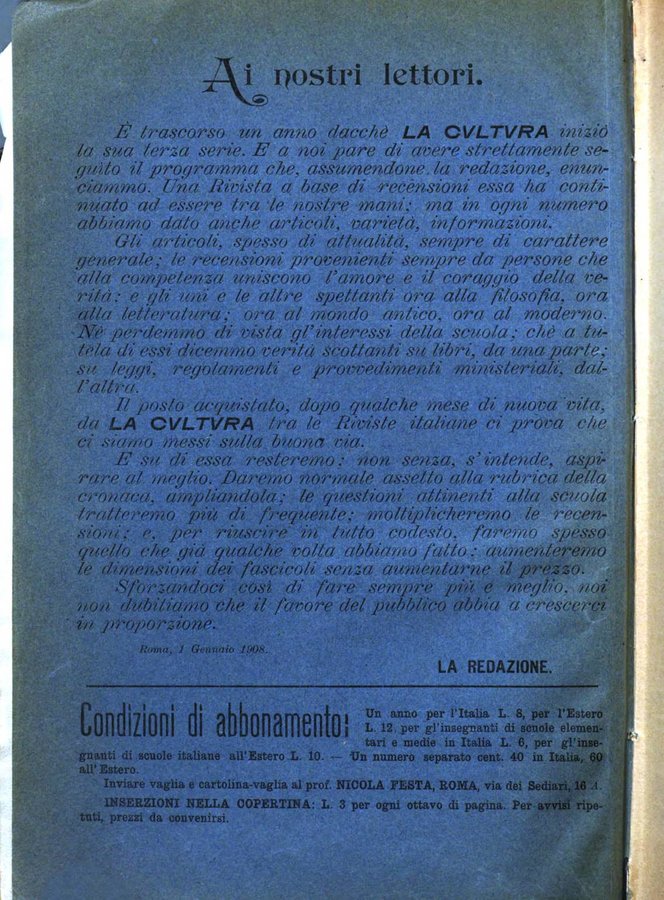 Ai nostri lettori.
È trascorso un anno dacchè LA CVLTVRA iniziò
la sua terza serie. E a noi pare di avere strettamente se-
guito il programma che, assumendone la redazione, enun-
ciammo. Una Rivista a base di recensioni essa ha conti-
nuato ad essere tra le nostre mani; ma in ogni numero
abbiamo dato anche articoli, varietà, informazioni.
Gli articoli, spesso di attualità, sempre di carattere
generale; le recensioni provenienti sempre da persone che
alla competenza uniscono l'amore e il coraggio della ve-
rità: e gli uni e le altre spettanti ora alla filosofia, ora
alla letteratura; ora al mondo antico, ora al moderno.
Nè perdemmo di vista gl'interessi della scuola; chè a tu-
tela di essi dicemmo verità scottanti su libri, da una parte;
su leggi, regolamenti e provvedimenti ministeriali, dal-
l'altra.
Il posto acquistato, dopo qualche mese di nuova vita,
da LA CVLTVRA tra le Riviste italiane ci prova che
ci siamo messi sulla buona via.
E su di essa resteremo: non senza, s'intende, aspi-
rare al meglio. Daremo normale assetto alla rubrica della
cronaca, ampliandola; le questioni attinenti alla scuola
tratteremo più di frequente; moltiplicheremo le recen-
sioni; e, per riuscire in tutto codesto, faremo spesso
quello che già qualche volta abbiamo fatto: aumenteremo
le dimensioni dei fascicoli senza aumentarne il prezzo.
Sforzandoci così di fare sempre più e meglio, noi
non dubitiamo che il favore del pubblico abbia a crescerci
in proporzione.
Roma, 1 Gennaio 1908.
LA REDAZIONE.
Condizioni di abbonamento: Un anno per l'Italia L. 8, per l'Estero
L. 12, per gl'insegnanti di scuole elemen-
tari e medie in Italia L. 6, per gl'inse-
gnanti di scuole italiane all'Estero L. 10. — Un numero separato cent. 40 in Italia, 60
all'Estero.
Inviare vaglia e cartolina-vaglia al prof. NICOLA FESTA, ROMA, via dei Sediari, 16 A.
INSERZIONI NELLA COPERTINA: L. 3 per ogni ottavo di pagina. Per avvisi ripe-
tuti, prezzi da convenirsi.